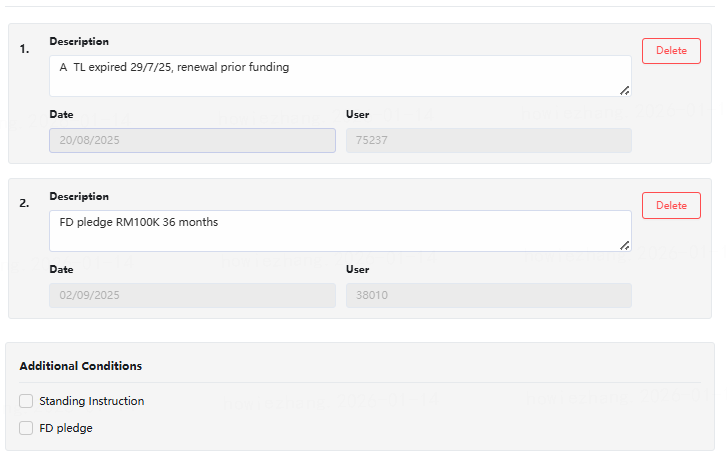 1.
Description
Delete
A TL expired 29/7/25, renewal prior funding
Date
User
20/08/2025
75237
2.
Description
Delete
FD pledge RM100K 36 months
Date
User
02/09/2025
38010
Additional Conditions
Standing Instruction
FD pledge